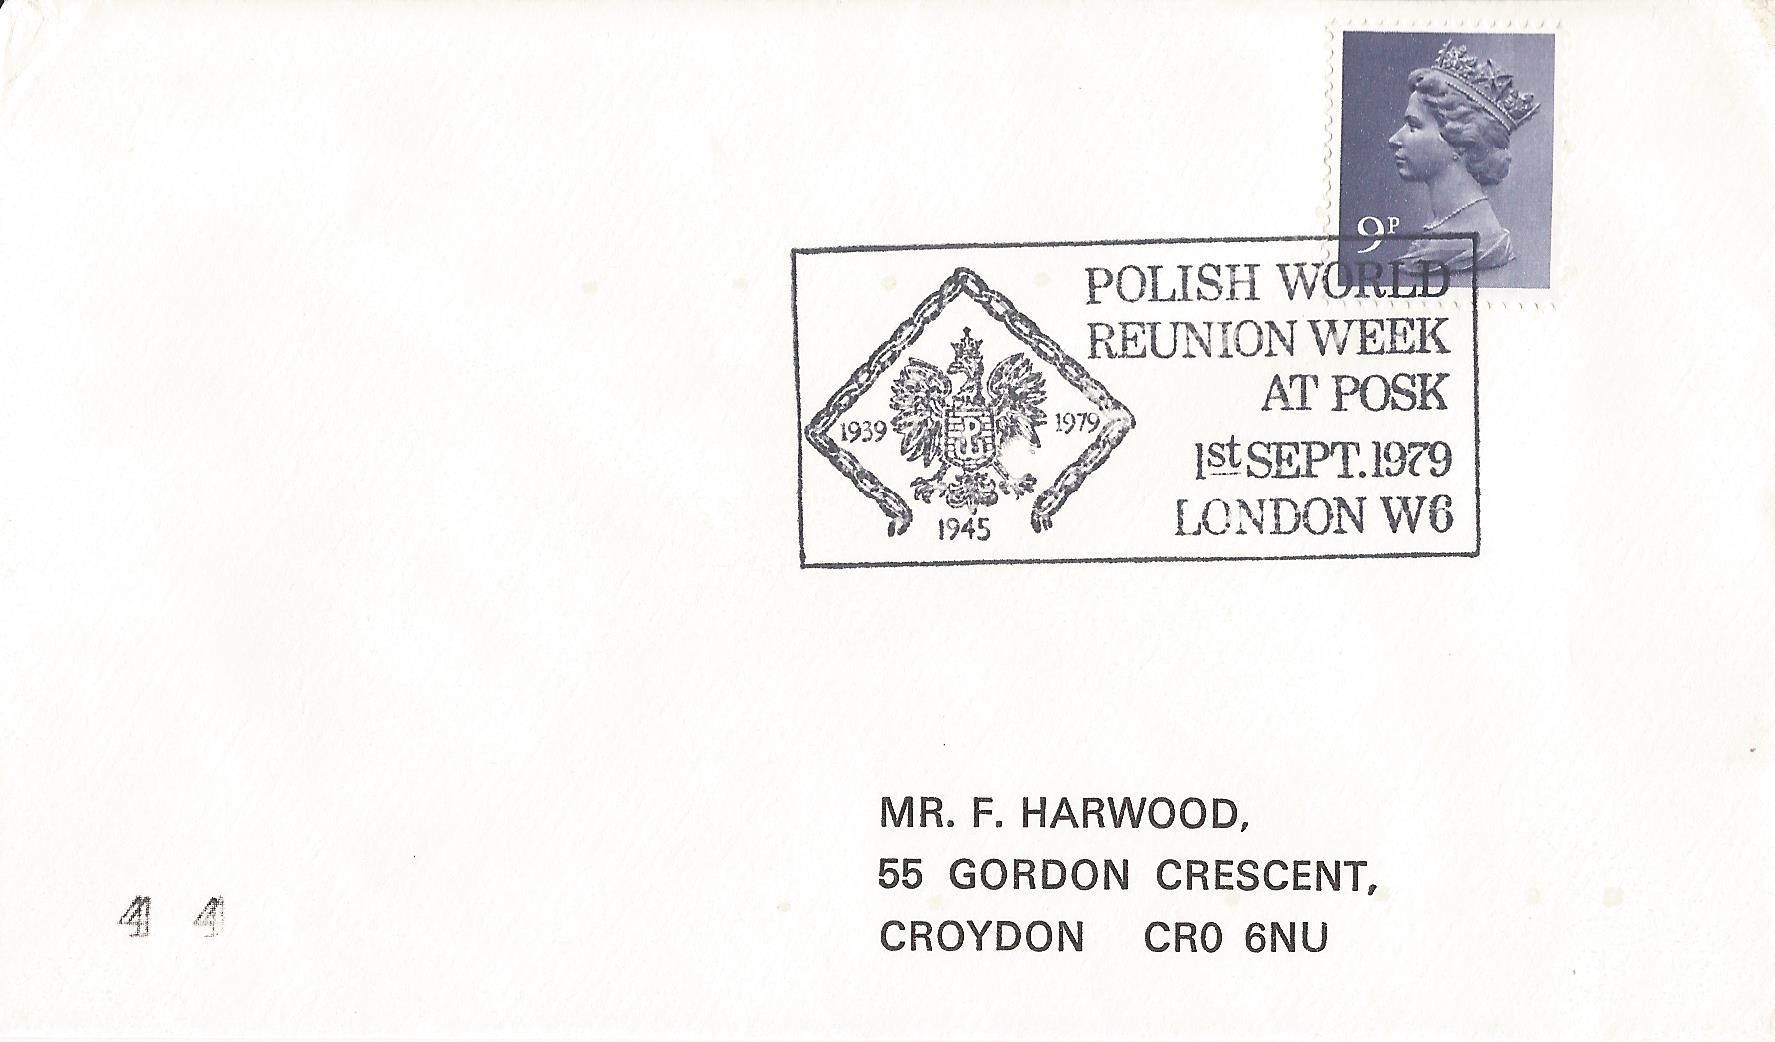 9P
POLISH WORLD
REUNION WEEK
AT POSK
1st SEPT. 1979
LONDON W6
1939
1979
1945
MR. F. HARWOOD,
55 GORDON CRESCENT,
CROYDON CR0 6NU
4 4